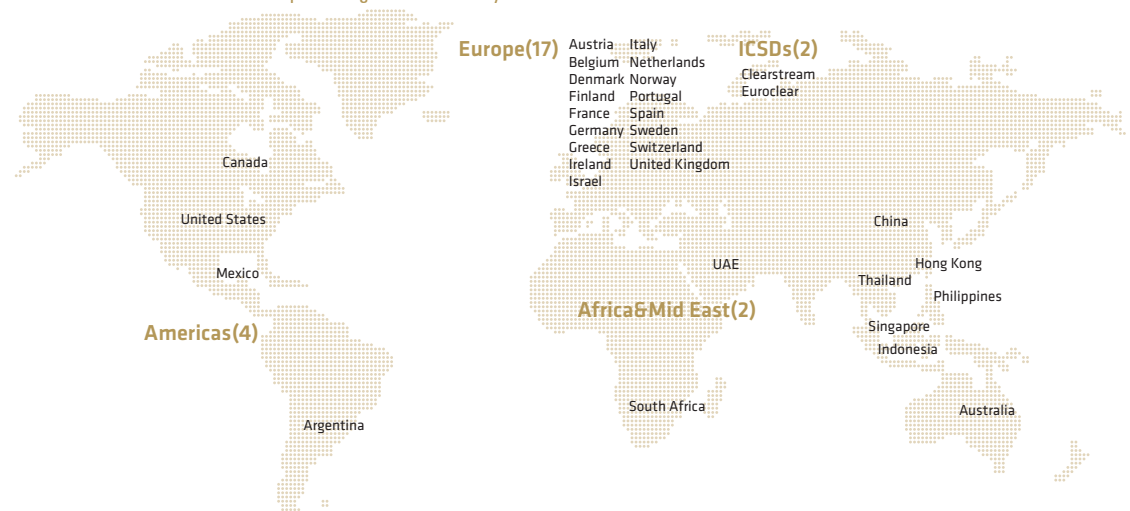 Europe(17)
Austria Italy
Belgium Netherlands
Denmark Norway
Finland Portugal
France Spain
Germany Sweden
Greece Switzerland
Ireland United Kingdom
Israel
ICSDs(2)
Clearstream
Euroclear
Canada
United States
Mexico
Americas(4)
Argentina
UAE
Africa&Mid East(2)
South Africa
China
Hong Kong
Thailand
Philippines
Singapore
Indonesia
Australia